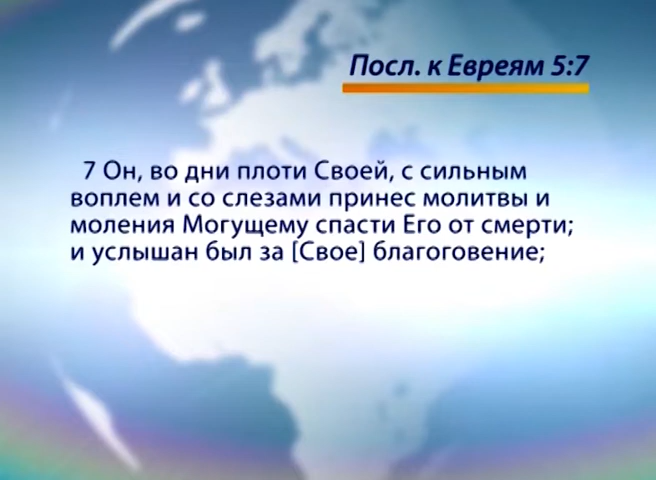 Посл. к Евреям 5:7
7 Он, во дни плоти Своей, с сильным
воплем и со слезами принес молитвы и
моления Могущему спасти Его от смерти;
и услышан был за [Свое] благоговение;